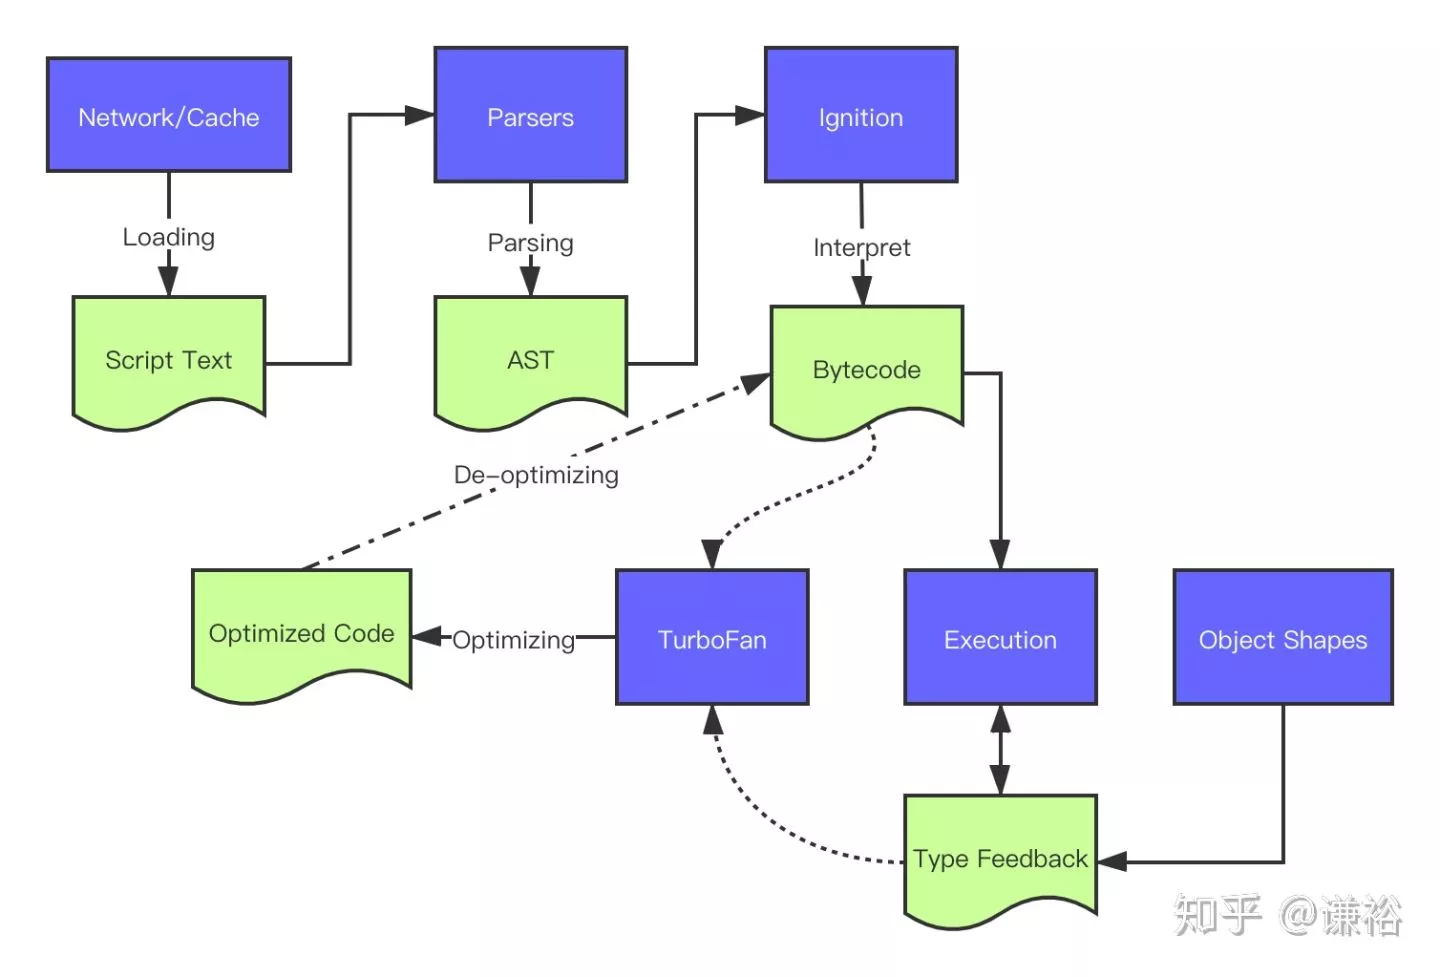 Network/Cache
Parsers
Ignition
Loading
Parsing
Interpret
Script Text
AST
Bytecode
De-optimizing
Optimized Code
Optimizing
TurboFan
Execution
Object Shapes
Type Feedback
知乎 @谦裕